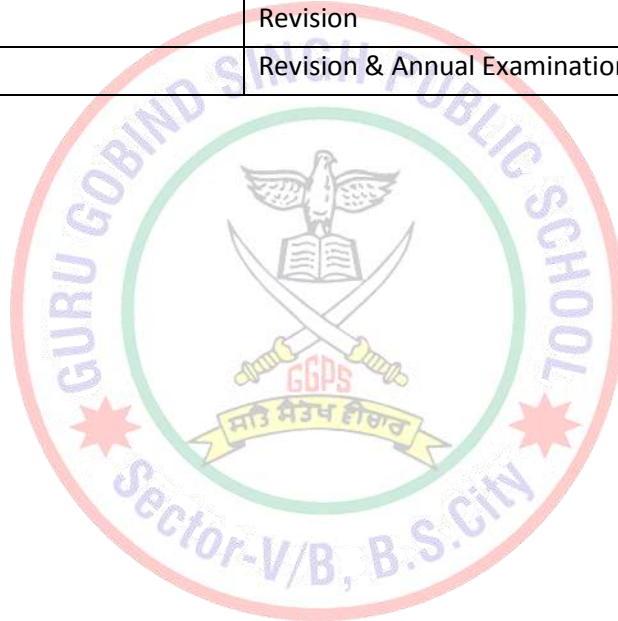 Revision
Revision & Annual Examination
GURU GOBIND SINGH PUBLIC SCHOOL
GGPS
ਸਤਿ ਸੰਤੋਖ ਵੀਚਾਰ
Sector-V/B, B.S.City